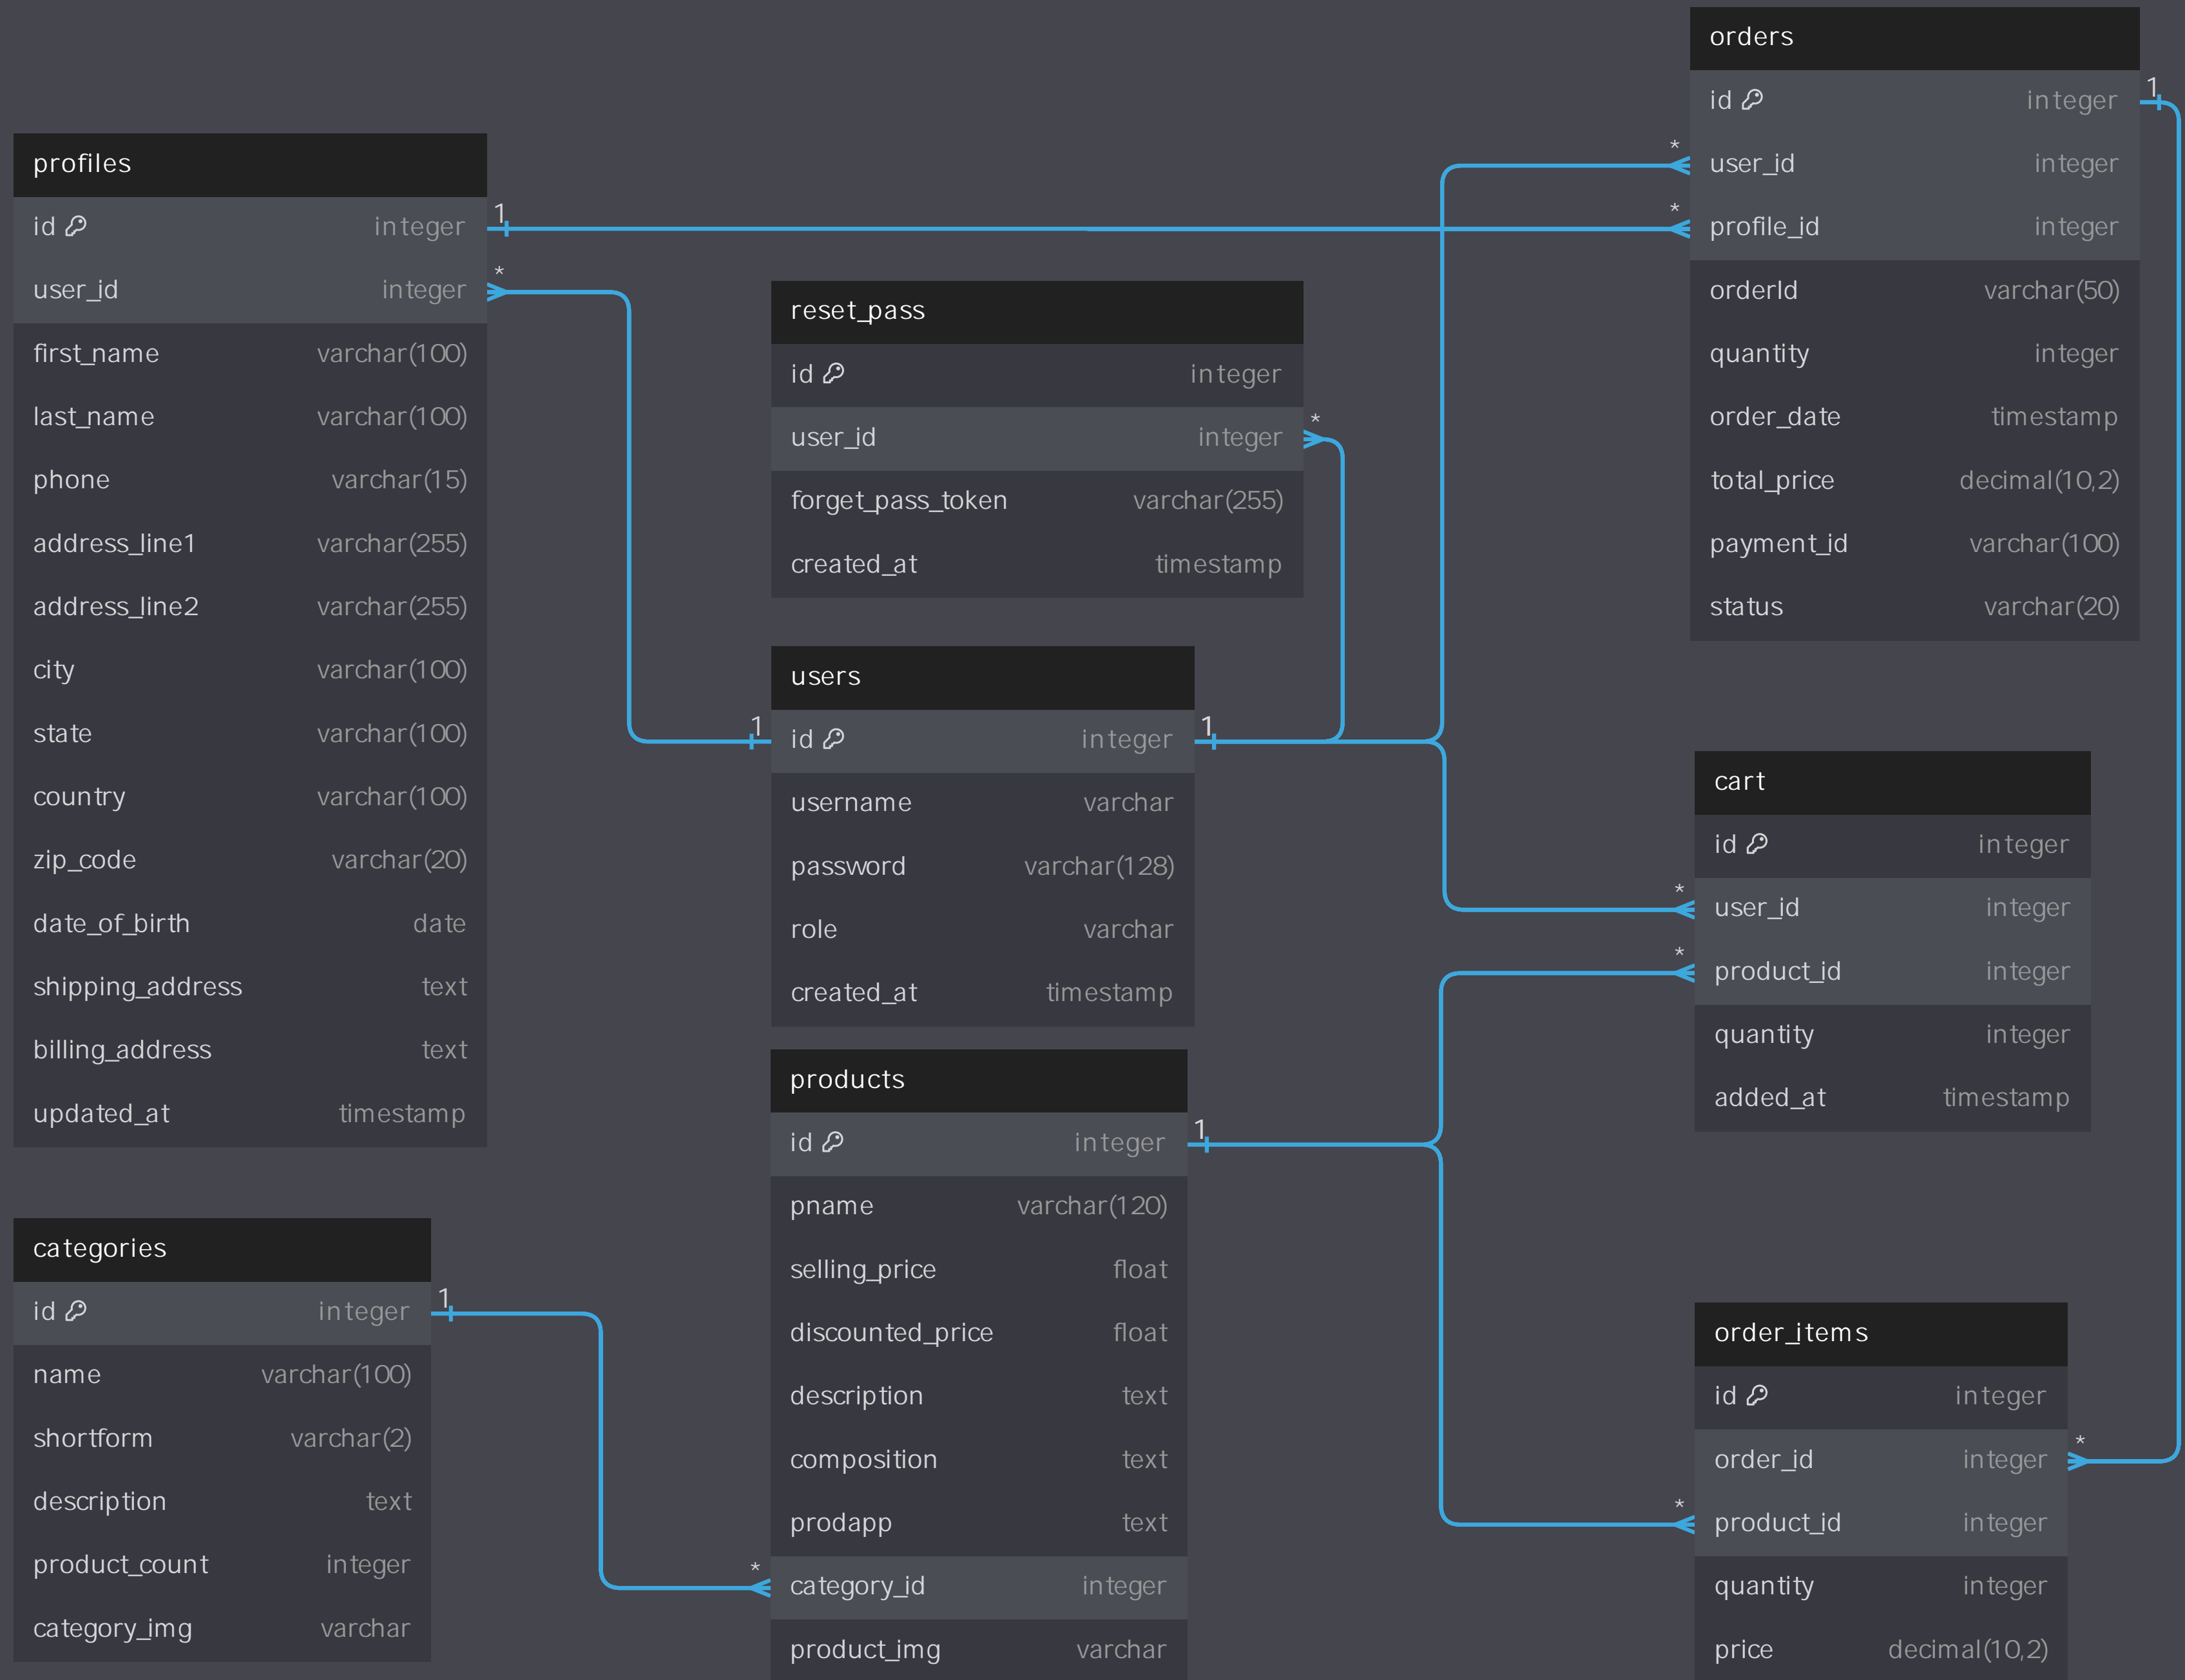 profiles
id integer
user_id integer
first_name varchar(100)
last_name varchar(100)
phone varchar(15)
address_line1 varchar(255)
address_line2 varchar(255)
city varchar(100)
state varchar(100)
country varchar(100)
zip_code varchar(20)
date_of_birth date
shipping_address text
billing_address text
updated_at timestamp
1
*
categories
id integer
name varchar(100)
shortform varchar(2)
description text
product_count integer
category_img varchar
1
reset_pass
id integer
user_id integer
forget_pass_token varchar(255)
created_at timestamp
*
users
1 id integer 1
username varchar
password varchar(128)
role varchar
created_at timestamp
products
id integer 1
pname varchar(120)
selling_price float
discounted_price float
description text
composition text
prodapp text
* category_id integer
product_img varchar
orders
id integer 1
* user_id integer
* profile_id integer
orderId varchar(50)
quantity integer
order_date timestamp
total_price decimal(10,2)
payment_id varchar(100)
status varchar(20)
cart
id integer
* user_id integer
* product_id integer
quantity integer
added_at timestamp
order_items
id integer
order_id integer *
* product_id integer
quantity integer
price decimal(10,2)